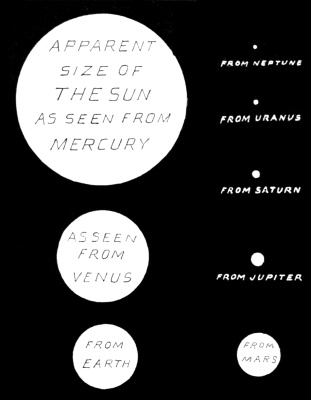 APPARENT
SIZE OF
THE SUN
AS SEEN FROM
MERCURY
AS SEEN
FROM
VENUS
FROM
EARTH
FROM NEPTUNE
FROM URANUS
FROM SATURN
FROM JUPITER
FROM
MARS